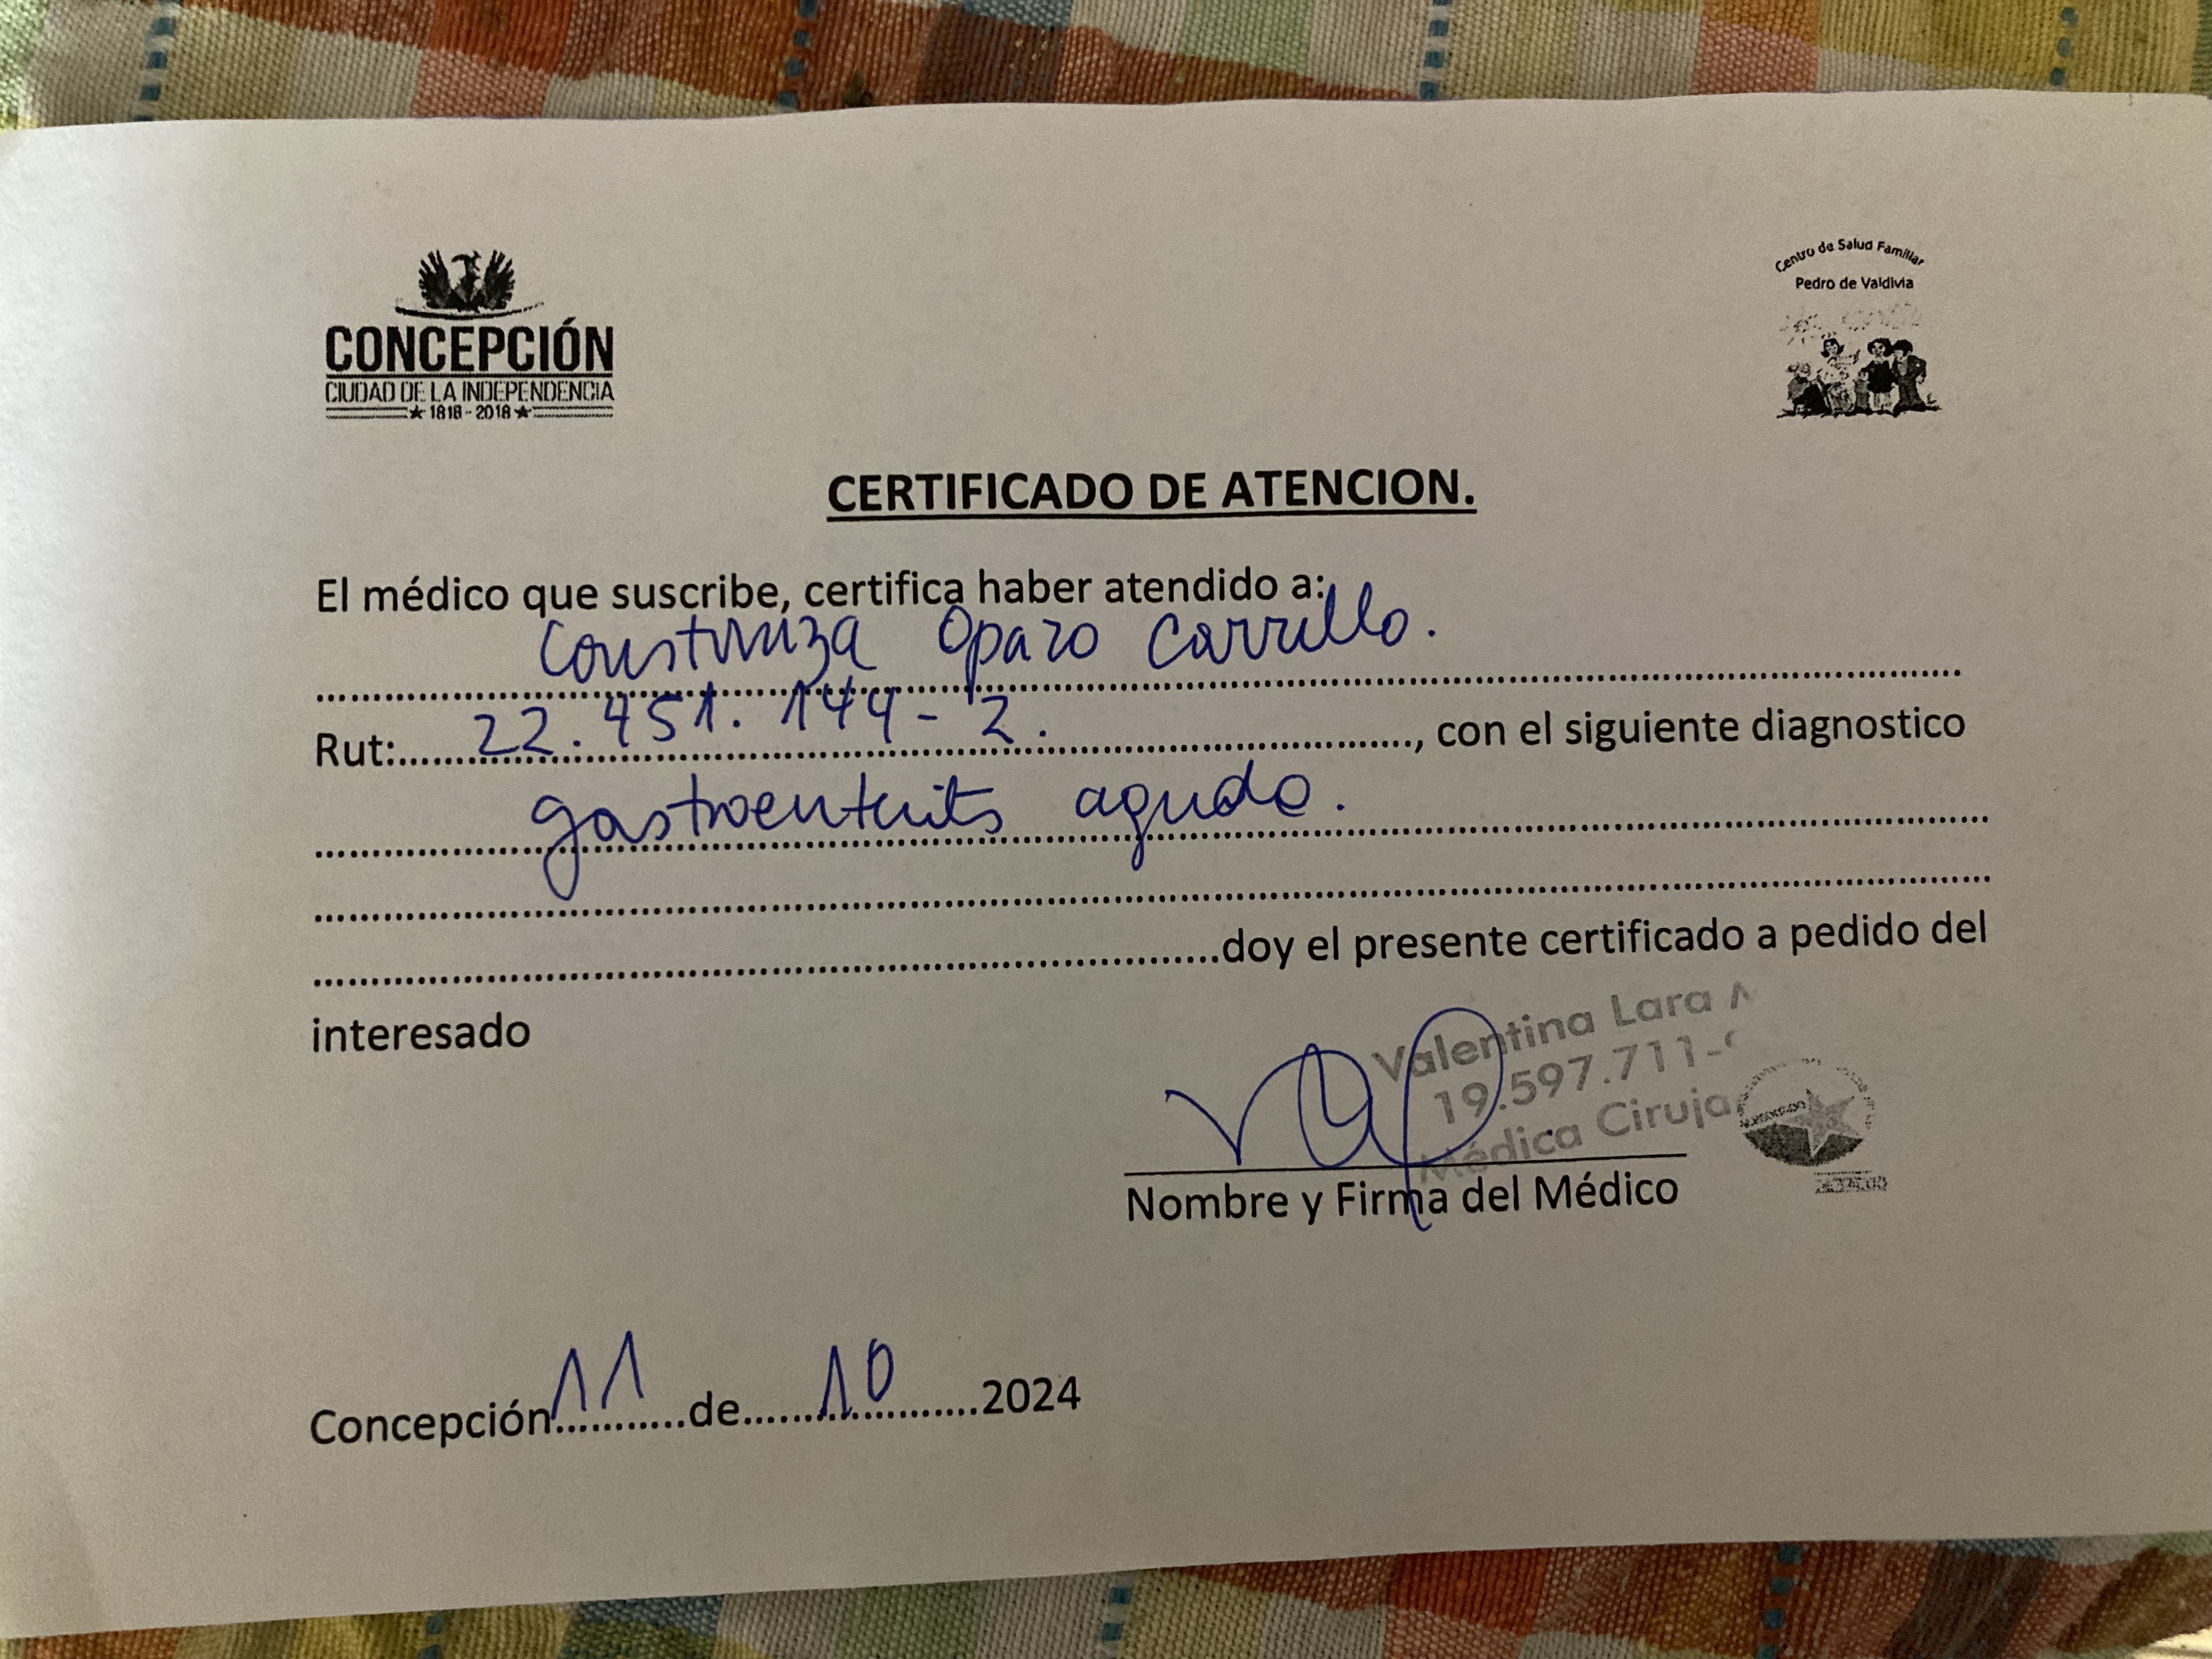 CONCEPCIÓN
CIUDAD DE LA INDEPENDENCIA
1818 - 2018
Centro de Salud Familiar
Pedro de Valdivia
CERTIFICADO DE ATENCION.
El médico que suscribe, certifica haber atendido a:
Constanza Opazo Carrillo.
Rut: 22.451.144-2. , con el siguiente diagnostico
gastroenteritis aguda.
doy el presente certificado a pedido del
interesado
Valentina Lara
19.597.711-
Médica Ciruja
Nombre y Firma del Médico
Concepción 11 de 10 2024